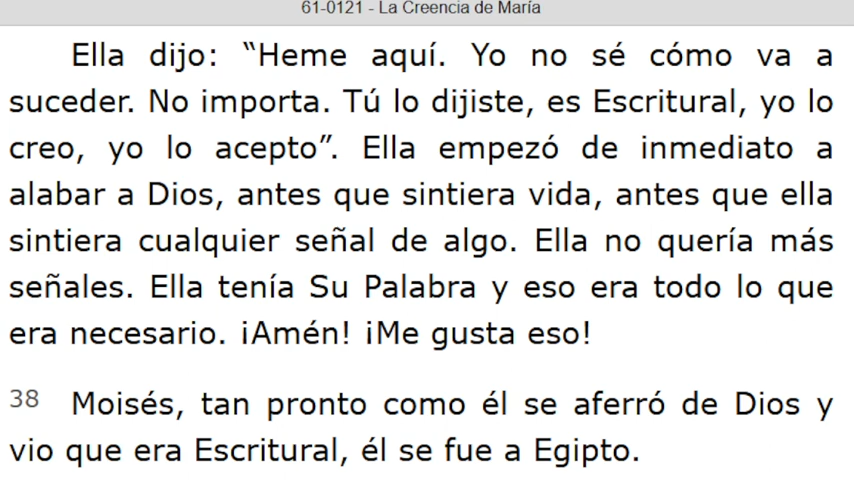 61-0121 - La Creencia de María
Ella dijo: “Heme aquí. Yo no sé cómo va a
suceder. No importa. Tú lo dijiste, es Escritural, yo lo
creo, yo lo acepto”. Ella empezó de inmediato a
alabar a Dios, antes que sintiera vida, antes que ella
sintiera cualquier señal de algo. Ella no quería más
señales. Ella tenía Su Palabra y eso era todo lo que
era necesario. ¡Amén! ¡Me gusta eso!
38 Moisés, tan pronto como él se aferró de Dios y
vio que era Escritural, él se fue a Egipto.